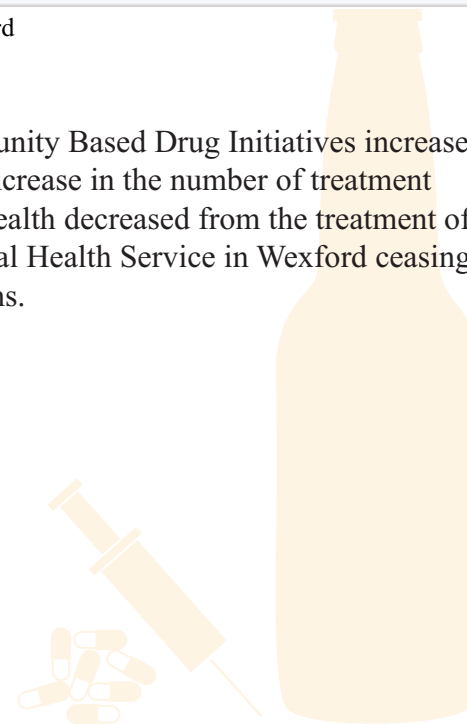 rd
unity Based Drug Initiatives increase
crease in the number of treatment
ealth decreased from the treatment of
al Health Service in Wexford ceasing
ns.